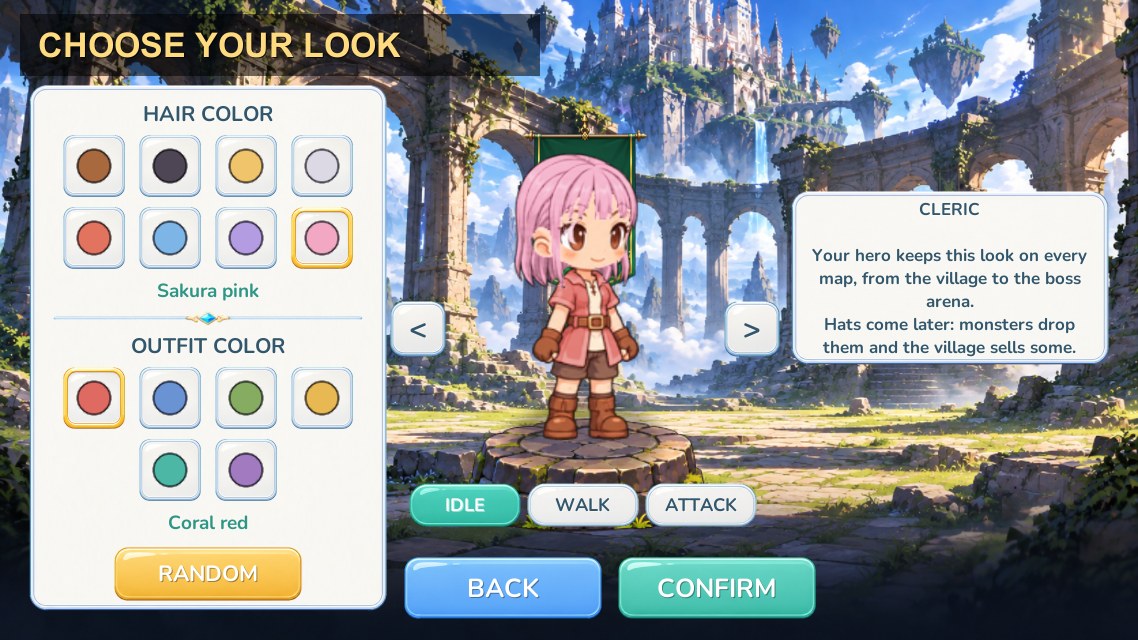 CHOOSE YOUR LOOK
HAIR COLOR
Sakura pink
OUTFIT COLOR
Coral red
RANDOM
<
>
IDLE
WALK
ATTACK
BACK
CONFIRM
CLERIC
Your hero keeps this look on every
map, from the village to the boss
arena.
Hats come later: monsters drop
them and the village sells some.